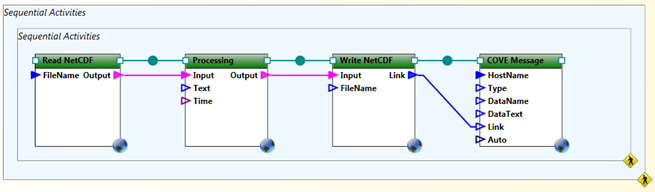 Sequential Activities
Sequential Activities
Read NetCDF
FileName Output
Processing
Input Output
Text
Time
Write NetCDF
Input Link
FileName
COVE Message
HostName
Type
DataName
DataText
Link
Auto